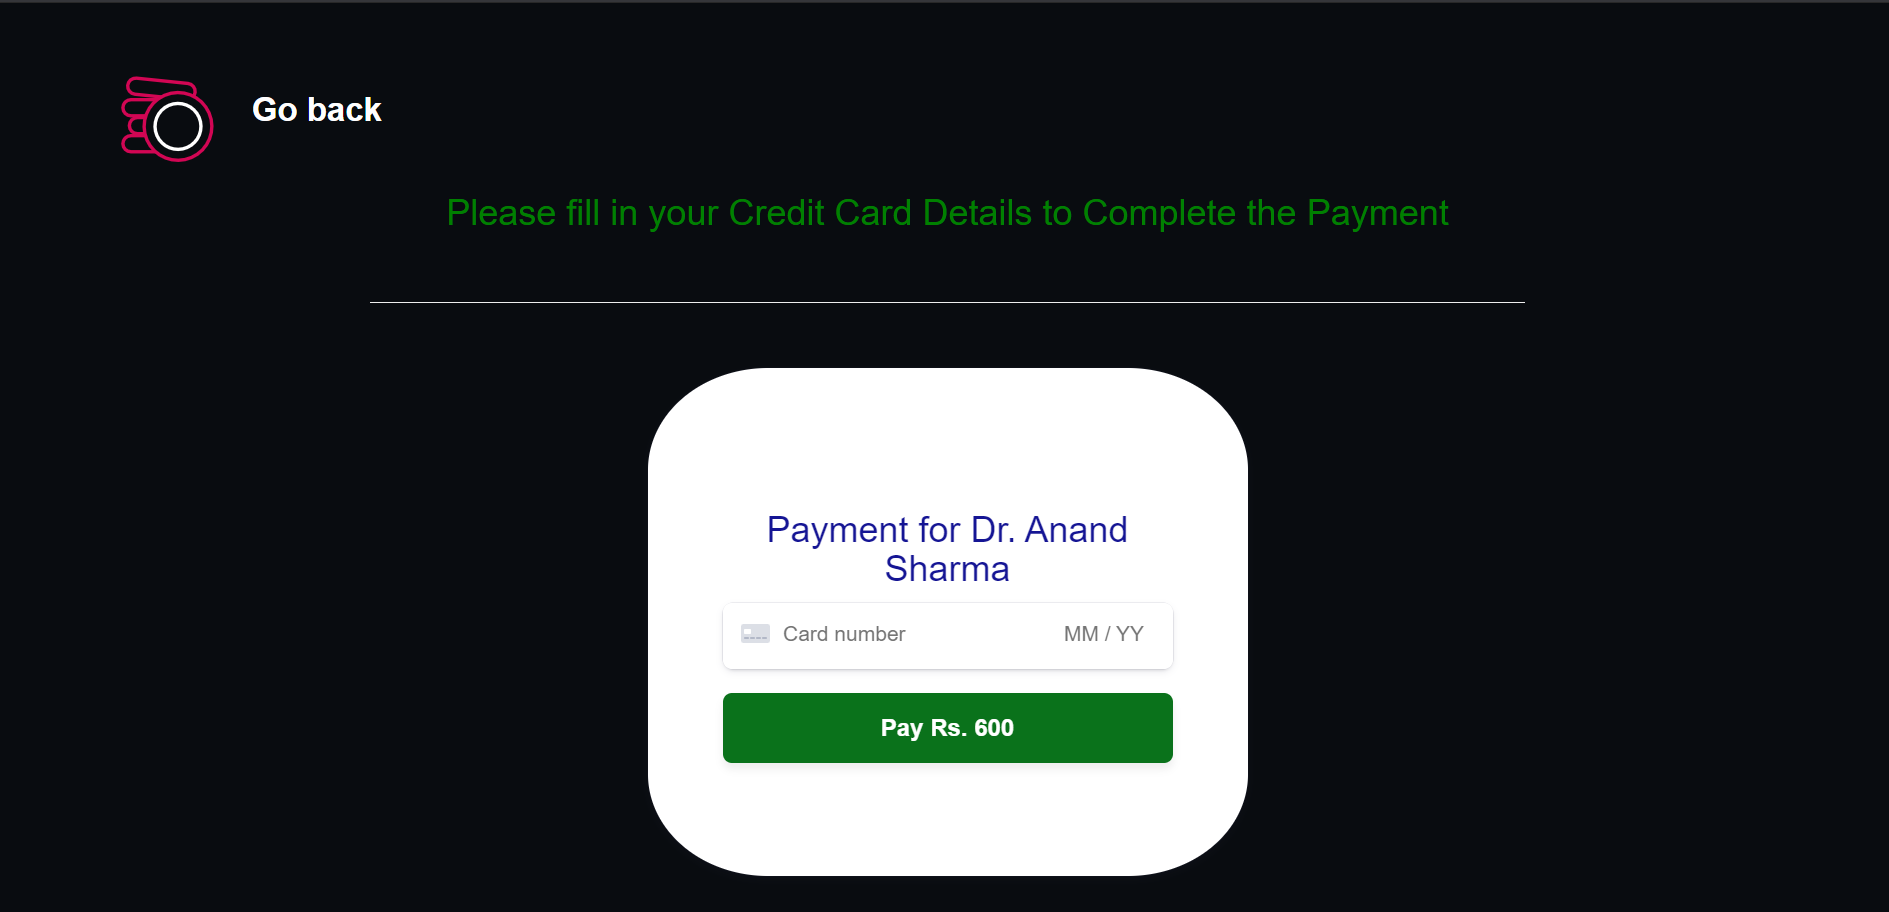 Go back
Please fill in your Credit Card Details to Complete the Payment
Payment for Dr. Anand
Sharma
Card number MM / YY
Pay Rs. 600